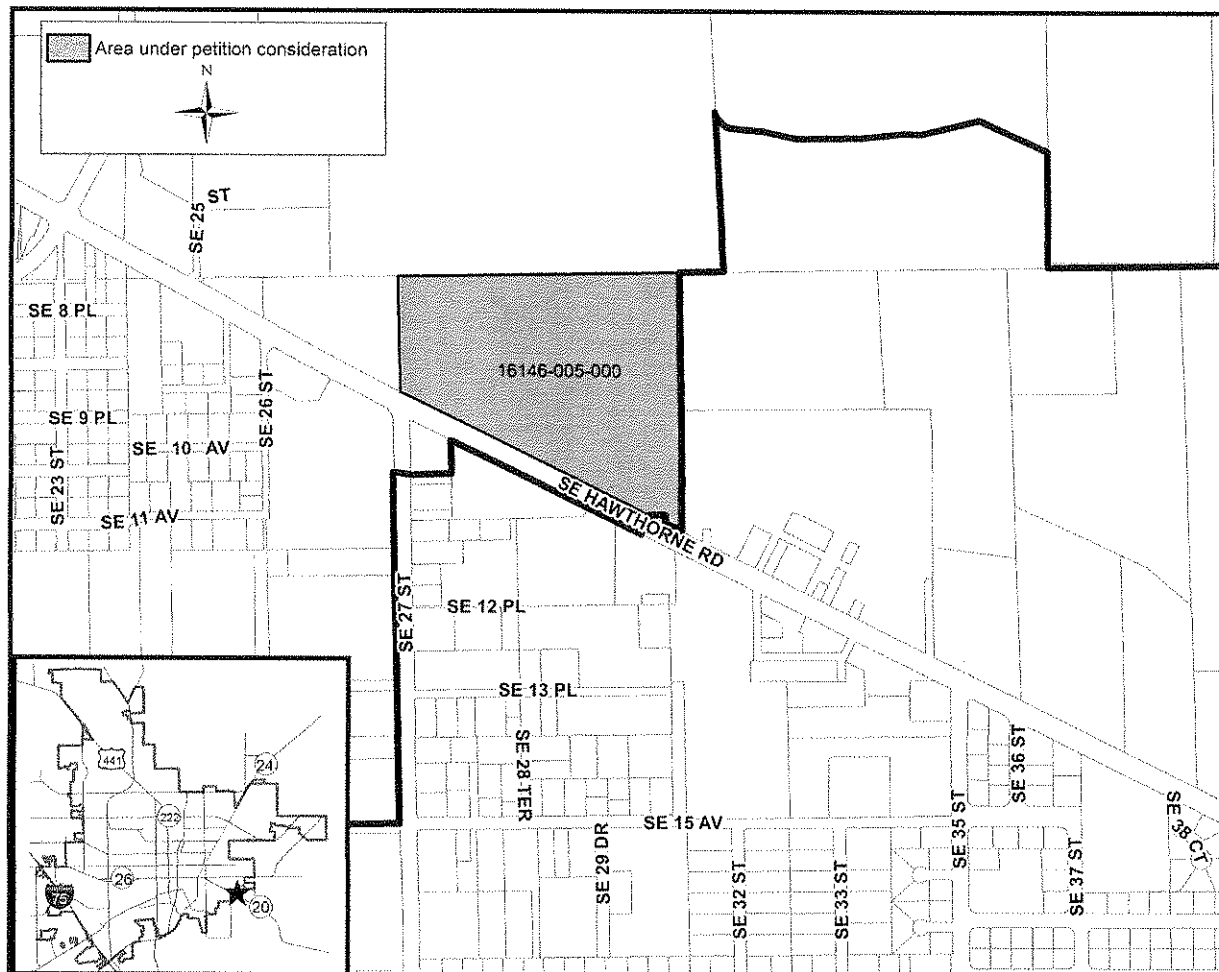 Area under petition consideration
N
SE 25 ST
SE 8 PL
16146-005-000
SE 9 PL
SE 10 AV
SE 26 ST
SE 23 ST
SE 11 AV
SE HAWTHORNE RD
SE 27 ST
SE 12 PL
SE 13 PL
SE 28 TER
SE 36 ST
SE 15 AV
SE 35 ST
SE 38 CT
SE 29 DR
SE 32 ST
SE 33 ST
SE 37 ST
441
24
222
26
75
20